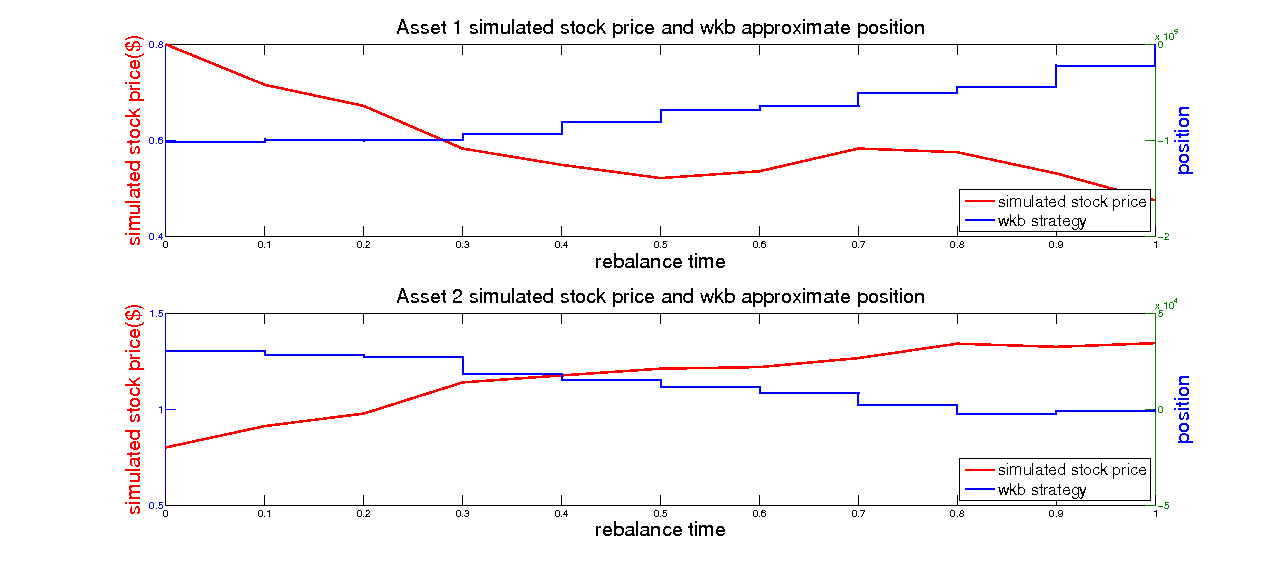 Asset 1 simulated stock price and wkb approximate position
simulated stock price($)
0.8
0.6
0.4
x 10^5
0
-1
-2
position
simulated stock price
wkb strategy
0 0.1 0.2 0.3 0.4 0.5 0.6 0.7 0.8 0.9 1
rebalance time
Asset 2 simulated stock price and wkb approximate position
simulated stock price($)
1.5
1
0.5
x 10^4
5
0
-5
position
simulated stock price
wkb strategy
0 0.1 0.2 0.3 0.4 0.5 0.6 0.7 0.8 0.9 1
rebalance time